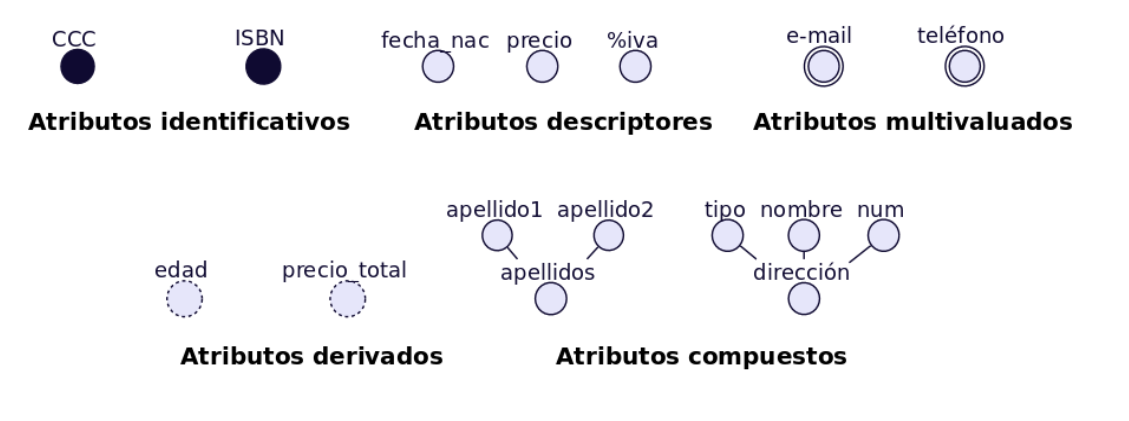 CCC
ISBN
fecha_nac
precio
%iva
e-mail
teléfono
Atributos identificativos
Atributos descriptores
Atributos multivaluados
apellido1
apellido2
tipo
nombre
num
edad
precio_total
apellidos
dirección
Atributos derivados
Atributos compuestos